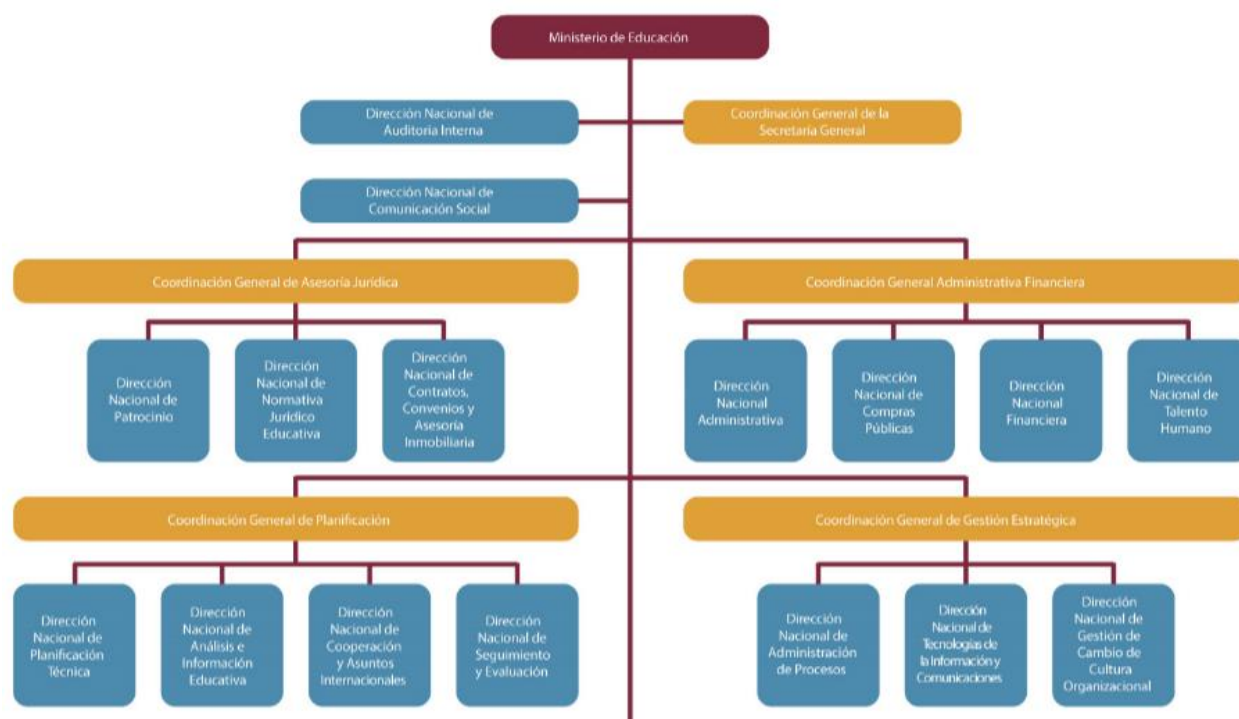 Ministerio de Educación
Dirección Nacional de
Auditoría Interna
Coordinación General de la
Secretaría General
Dirección Nacional de
Comunicación Social
Coordinación General de Asesoría Jurídica
Coordinación General Administrativa Financiera
Dirección
Nacional de
Patrocinio
Dirección
Nacional de
Normativa
Jurídico
Educativa
Dirección
Nacional de
Contratos,
Convenios y
Asesoría
Inmobiliaria
Dirección
Nacional
Administrativa
Dirección
Nacional de
Compras
Públicas
Dirección
Nacional
Financiera
Dirección
Nacional de
Talento
Humano
Coordinación General de Planificación
Coordinación General de Gestión Estratégica
Dirección
Nacional de
Planificación
Técnica
Dirección
Nacional de
Análisis e
Información
Educativa
Dirección
Nacional de
Cooperación
y Asuntos
Internacionales
Dirección
Nacional de
Seguimiento
y Evaluación
Dirección
Nacional de
Administración
de Procesos
Dirección
Nacional de
Tecnologías de
la Información y
Comunicaciones
Dirección
Nacional de
Gestión de
Cambio de
Cultura
Organizacional